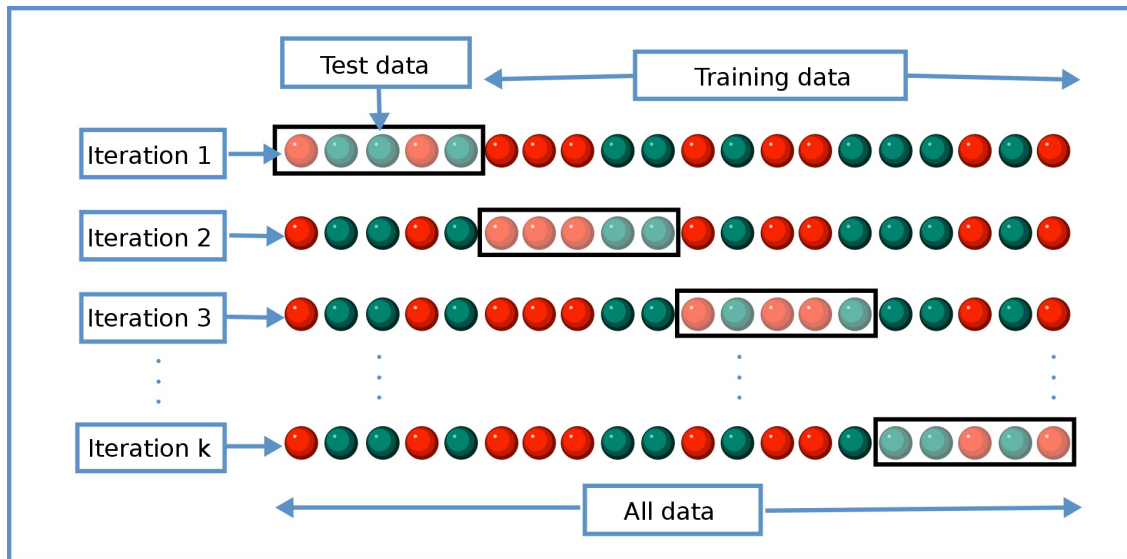 Test data
Training data
Iteration 1
Iteration 2
Iteration 3
Iteration k
All data